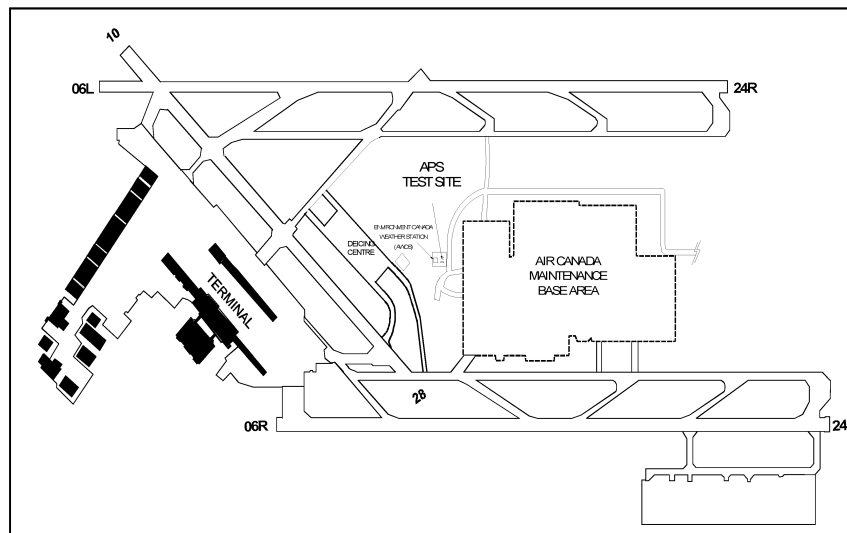 10
06L
24R
APS
TEST SITE
ENVIRONMENT CANADA
WEATHER STATION
(AWOS)
DEICING
CENTRE
AIR CANADA
MAINTENANCE
BASE AREA
TERMINAL
28
06R
24